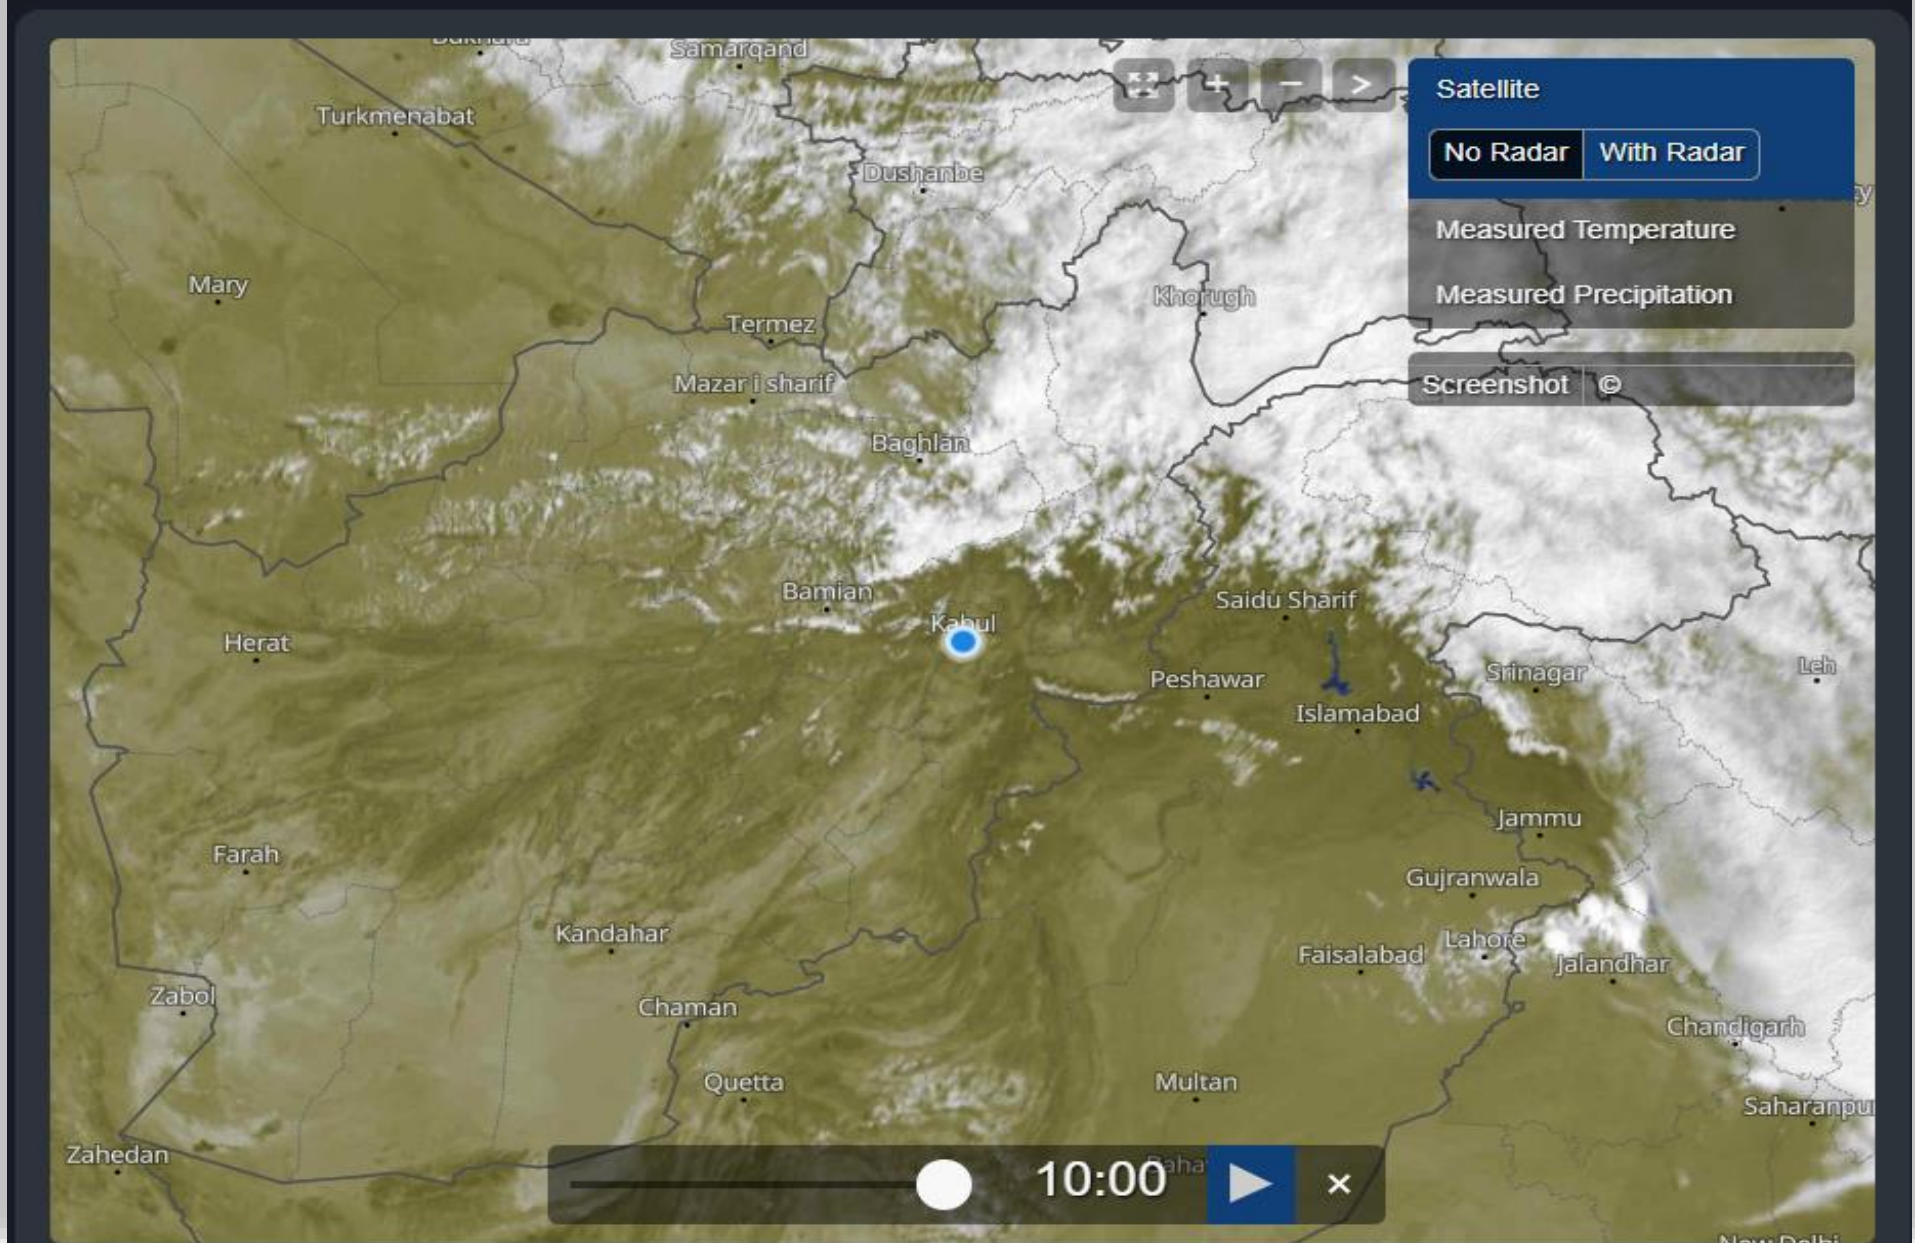 Samarqand
Satellite
Turkmenabat
No Radar With Radar
Dushanbe
Measured Temperature
Mary
Khorugh
Measured Precipitation
Termez
Mazar i sharif
Screenshot ©
Baghlan
Bamian
Saidu Sharif
Kabul
Herat
Srinagar
Leh
Peshawar
Islamabad
Jammu
Farah
Gujranwala
Kandahar
Lahore
Faisalabad
Jalandhar
Zabol
Chaman
Chandigarh
Quetta
Multan
Saharanpu
Zahedan
10:00
New Delhi